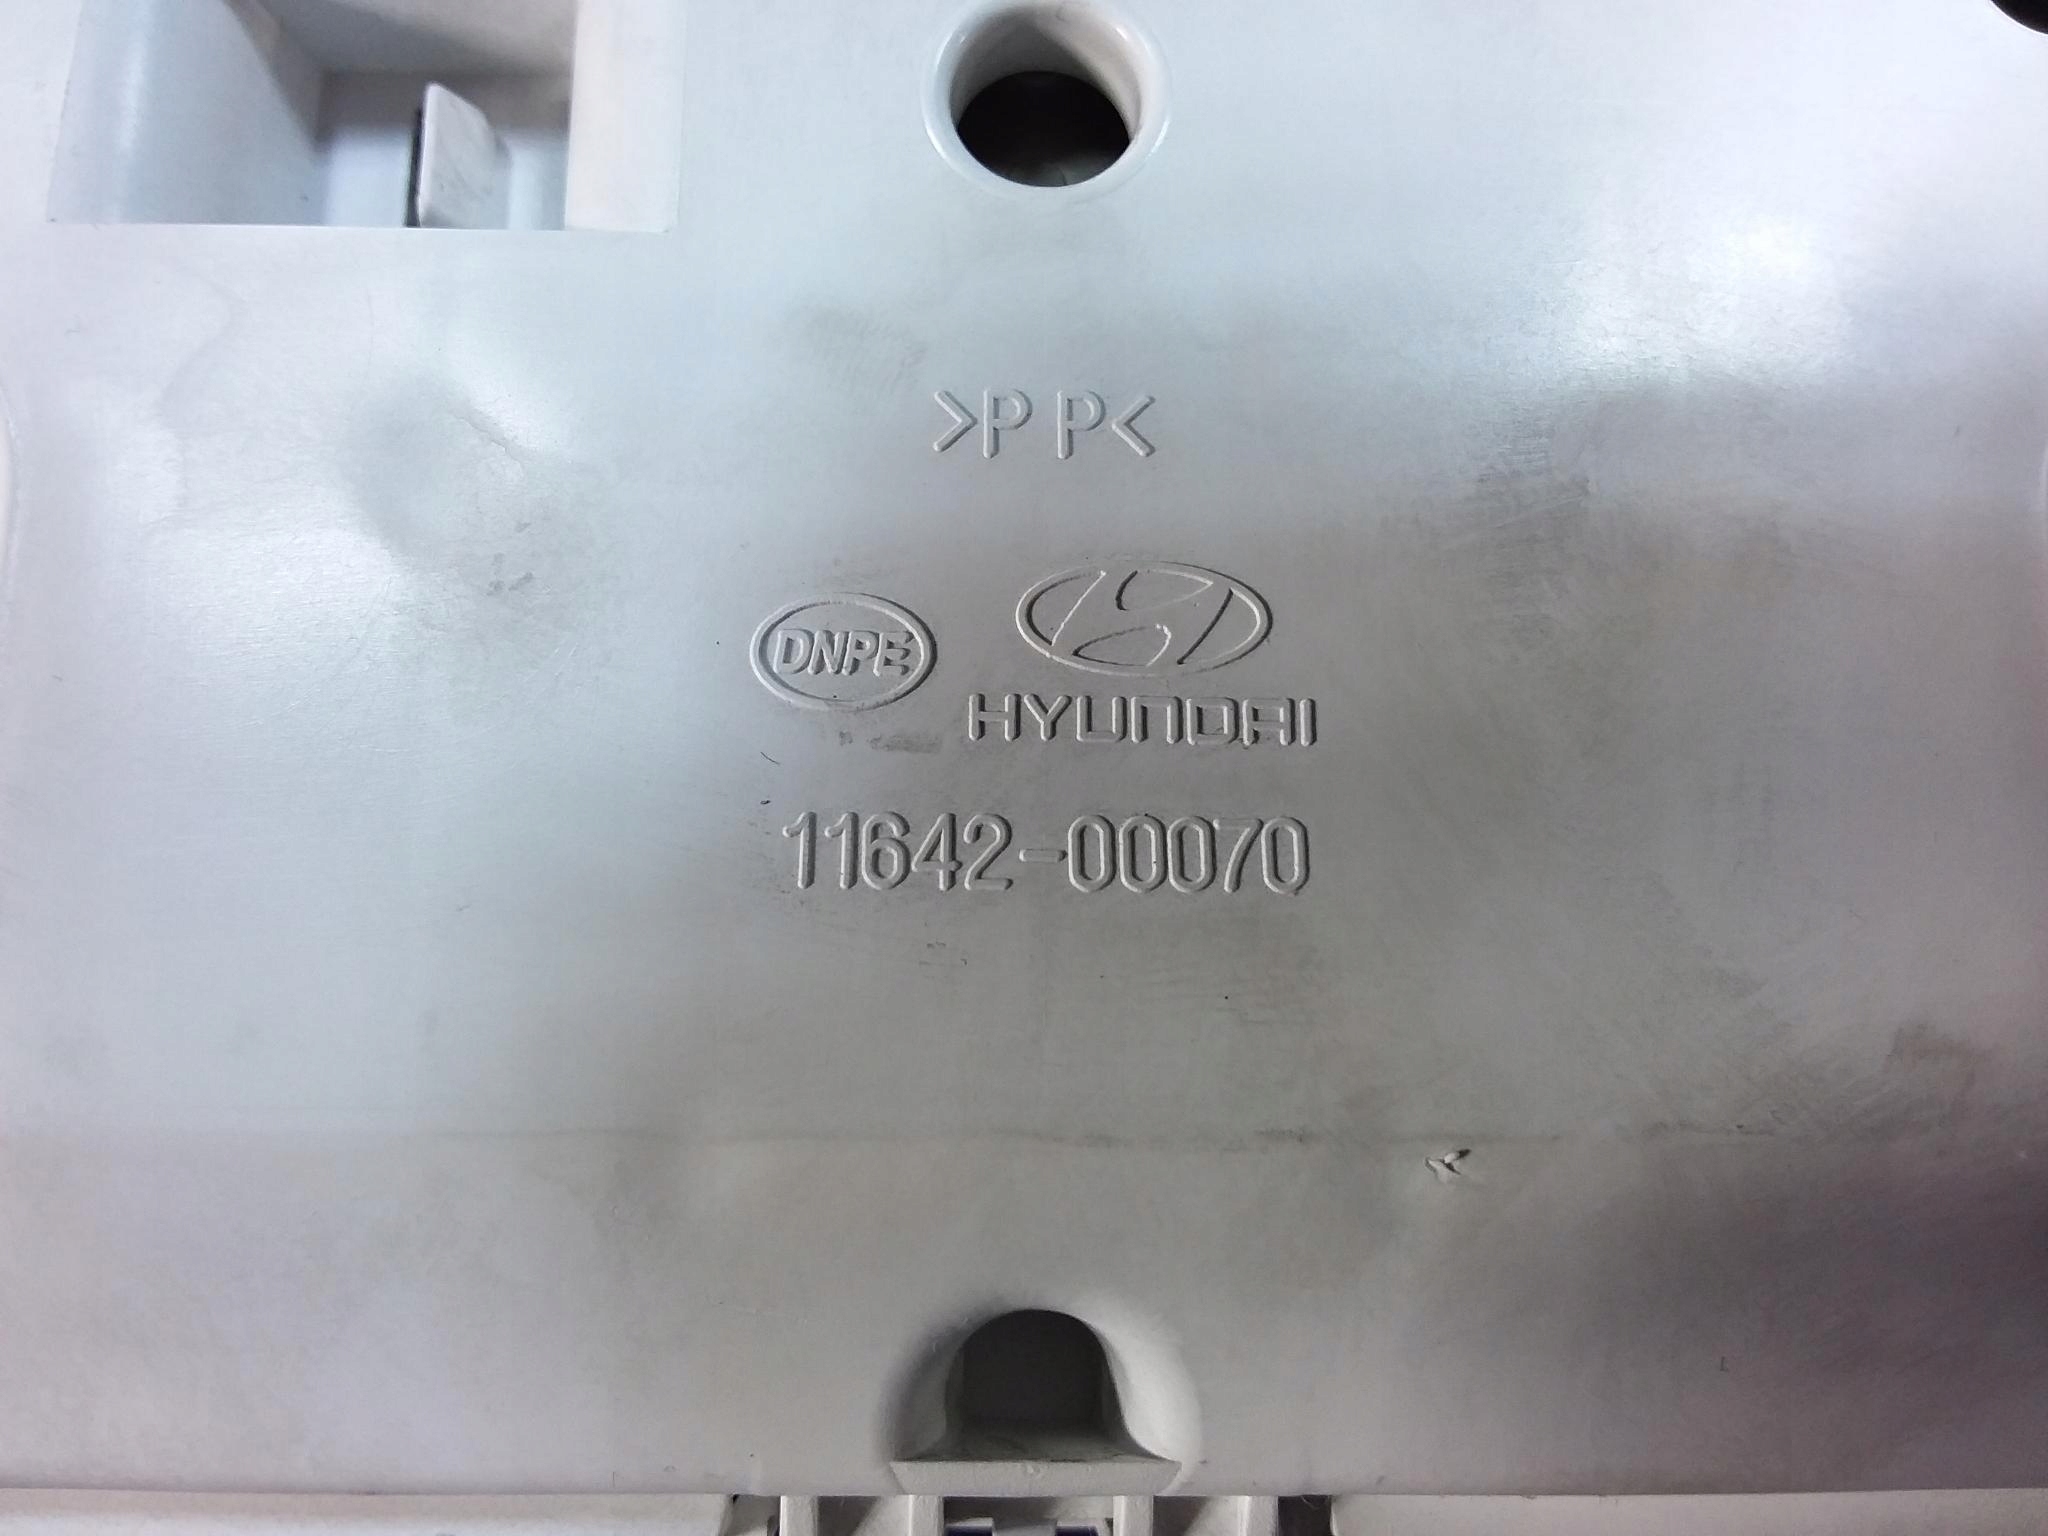 >PP<
DNPE
HYUNDAI
11642-00070